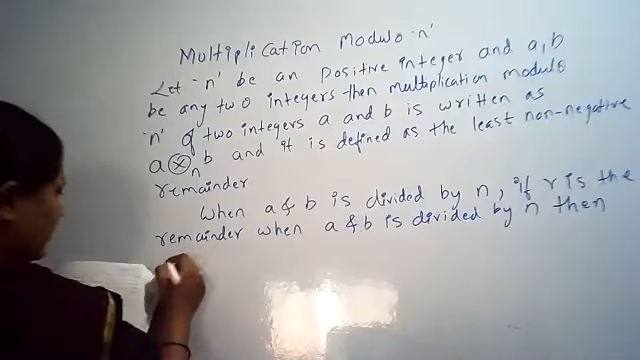 Multiplication Modulo 'n'
Let 'n' be an positive integer and a,b
be any two integers then multiplication modulo
'n' of two integers a and b is written as
a ⊗n b and it is defined as the least non-negative
remainder
When a & b is divided by n, if r is the
remainder when a & b is divided by n then